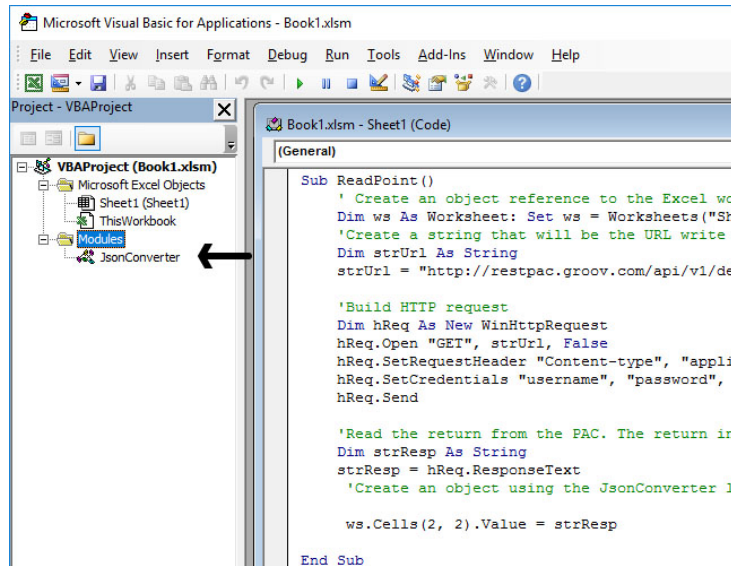 Microsoft Visual Basic for Applications - Book1.xlsm
File Edit View Insert Format Debug Run Tools Add-Ins Window Help
Project - VBAProject
VBAProject (Book1.xlsm)
Microsoft Excel Objects
Sheet1 (Sheet1)
ThisWorkbook
Modules
JsonConverter
Book1.xlsm - Sheet1 (Code)
(General)
Sub ReadPoint()
' Create an object reference to the Excel wo
Dim ws As Worksheet: Set ws = Worksheets("Sh
'Create a string that will be the URL write
Dim strUrl As String
strUrl = "http://restpac.groov.com/api/v1/de
'Build HTTP request
Dim hReq As New WinHttpRequest
hReq.Open "GET", strUrl, False
hReq.SetRequestHeader "Content-type", "appli
hReq.SetCredentials "username", "password",
hReq.Send
'Read the return from the PAC. The return in
Dim strResp As String
strResp = hReq.ResponseText
'Create an object using the JsonConverter l
ws.Cells(2, 2).Value = strResp
End Sub